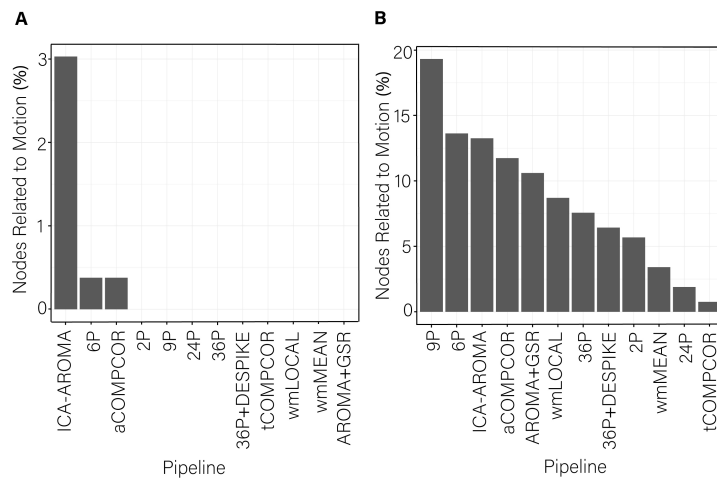 A
Nodes Related to Motion (%)
3
2
1
0
ICA-AROMA
6P
aCOMPCOR
2P
9P
24P
36P
36P+DESPIKE
tCOMPCOR
wmLOCAL
wmMEAN
AROMA+GSR
Pipeline
B
Nodes Related to Motion (%)
20
15
10
5
0
9P
6P
ICA-AROMA
aCOMPCOR
AROMA+GSR
wmLOCAL
36P
36P+DESPIKE
2P
wmMEAN
24P
tCOMPCOR
Pipeline